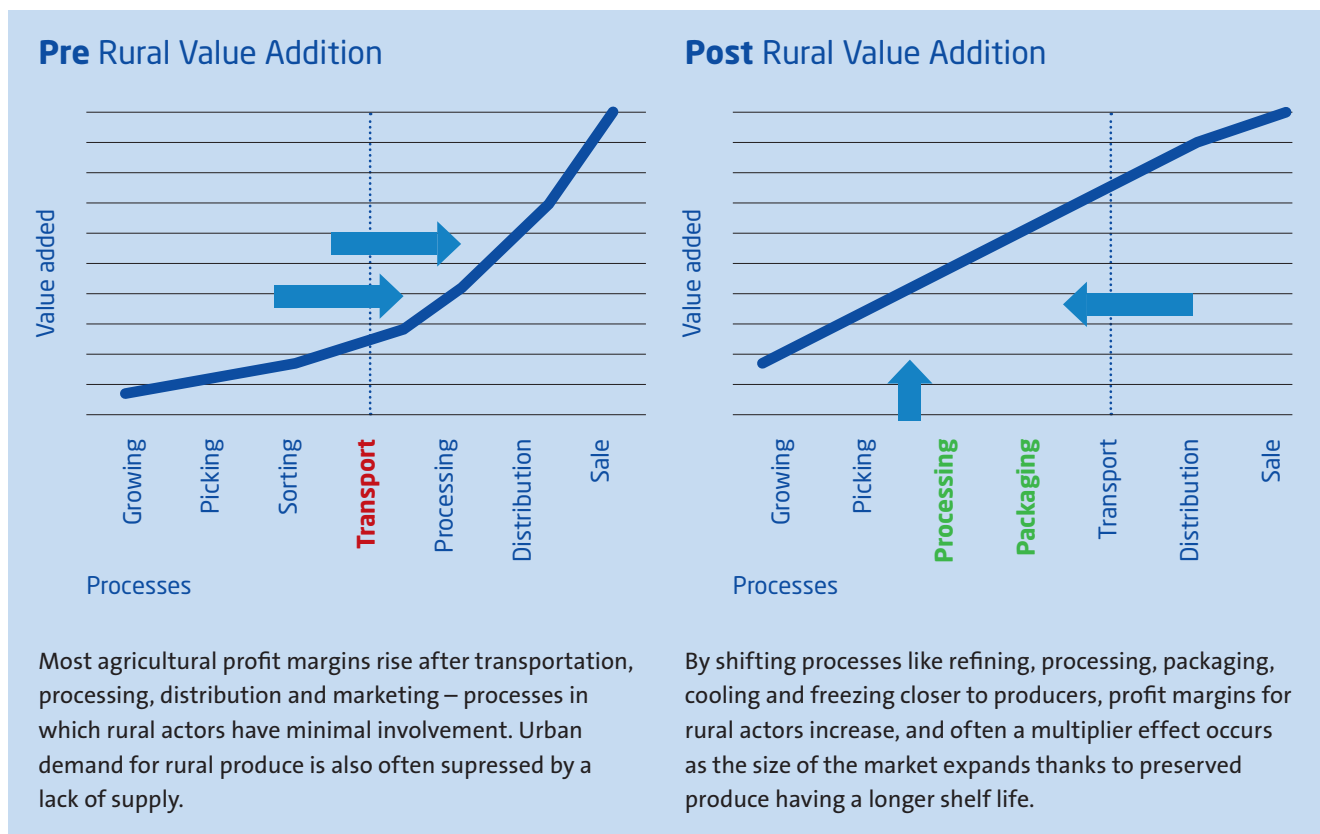 Pre Rural Value Addition
Value added
Growing
Picking
Sorting
Transport
Processing
Distribution
Sale
Processes
Most agricultural profit margins rise after transportation,
processing, distribution and marketing – processes in
which rural actors have minimal involvement. Urban
demand for rural produce is also often supressed by a
lack of supply.
Post Rural Value Addition
Value added
Growing
Picking
Processing
Packaging
Transport
Distribution
Sale
Processes
By shifting processes like refining, processing, packaging,
cooling and freezing closer to producers, profit margins for
rural actors increase, and often a multiplier effect occurs
as the size of the market expands thanks to preserved
produce having a longer shelf life.